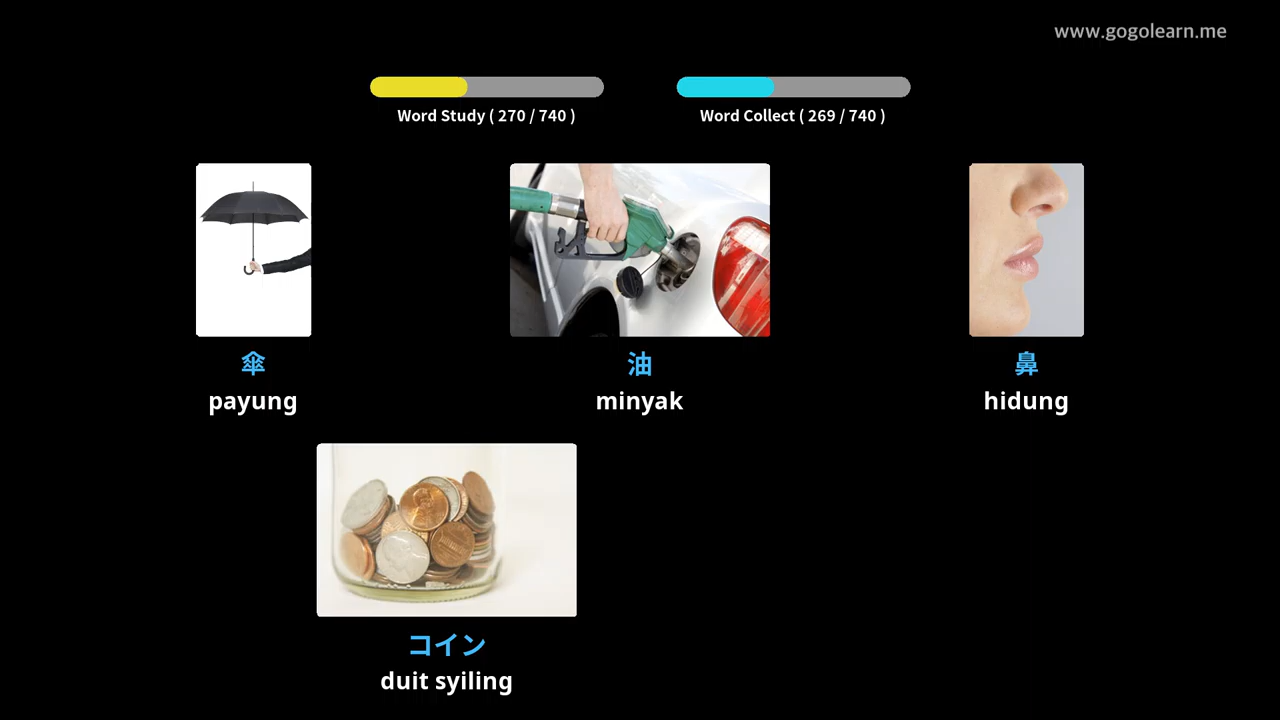 www.gogolearn.me
Word Study ( 270 / 740 )
Word Collect ( 269 / 740 )
傘
payung
油
minyak
鼻
hidung
コイン
duit syiling